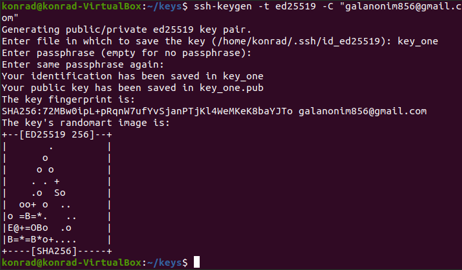 konrad@konrad-VirtualBox:~/keys$ ssh-keygen -t ed25519 -C "galanonim856@gmail.c
om"
Generating public/private ed25519 key pair.
Enter file in which to save the key (/home/konrad/.ssh/id_ed25519): key_one
Enter passphrase (empty for no passphrase):
Enter same passphrase again:
Your identification has been saved in key_one
Your public key has been saved in key_one.pub
The key fingerprint is:
SHA256:72MBw0ipL+pRqnW7ufYvSjanPTjKl4WeMKeK8baYJTo galanonim856@gmail.com
The key's randomart image is:
+--[ED25519 256]--+
|       .         |
|      o          |
|     o o         |
|    . . +        |
|    .o  So       |
|  oo+ o  ..      |
|o =B=*.   ..     |
|E@+=OBo  .o      |
|B=*=B*o+....     |
+----[SHA256]-----+
konrad@konrad-VirtualBox:~/keys$